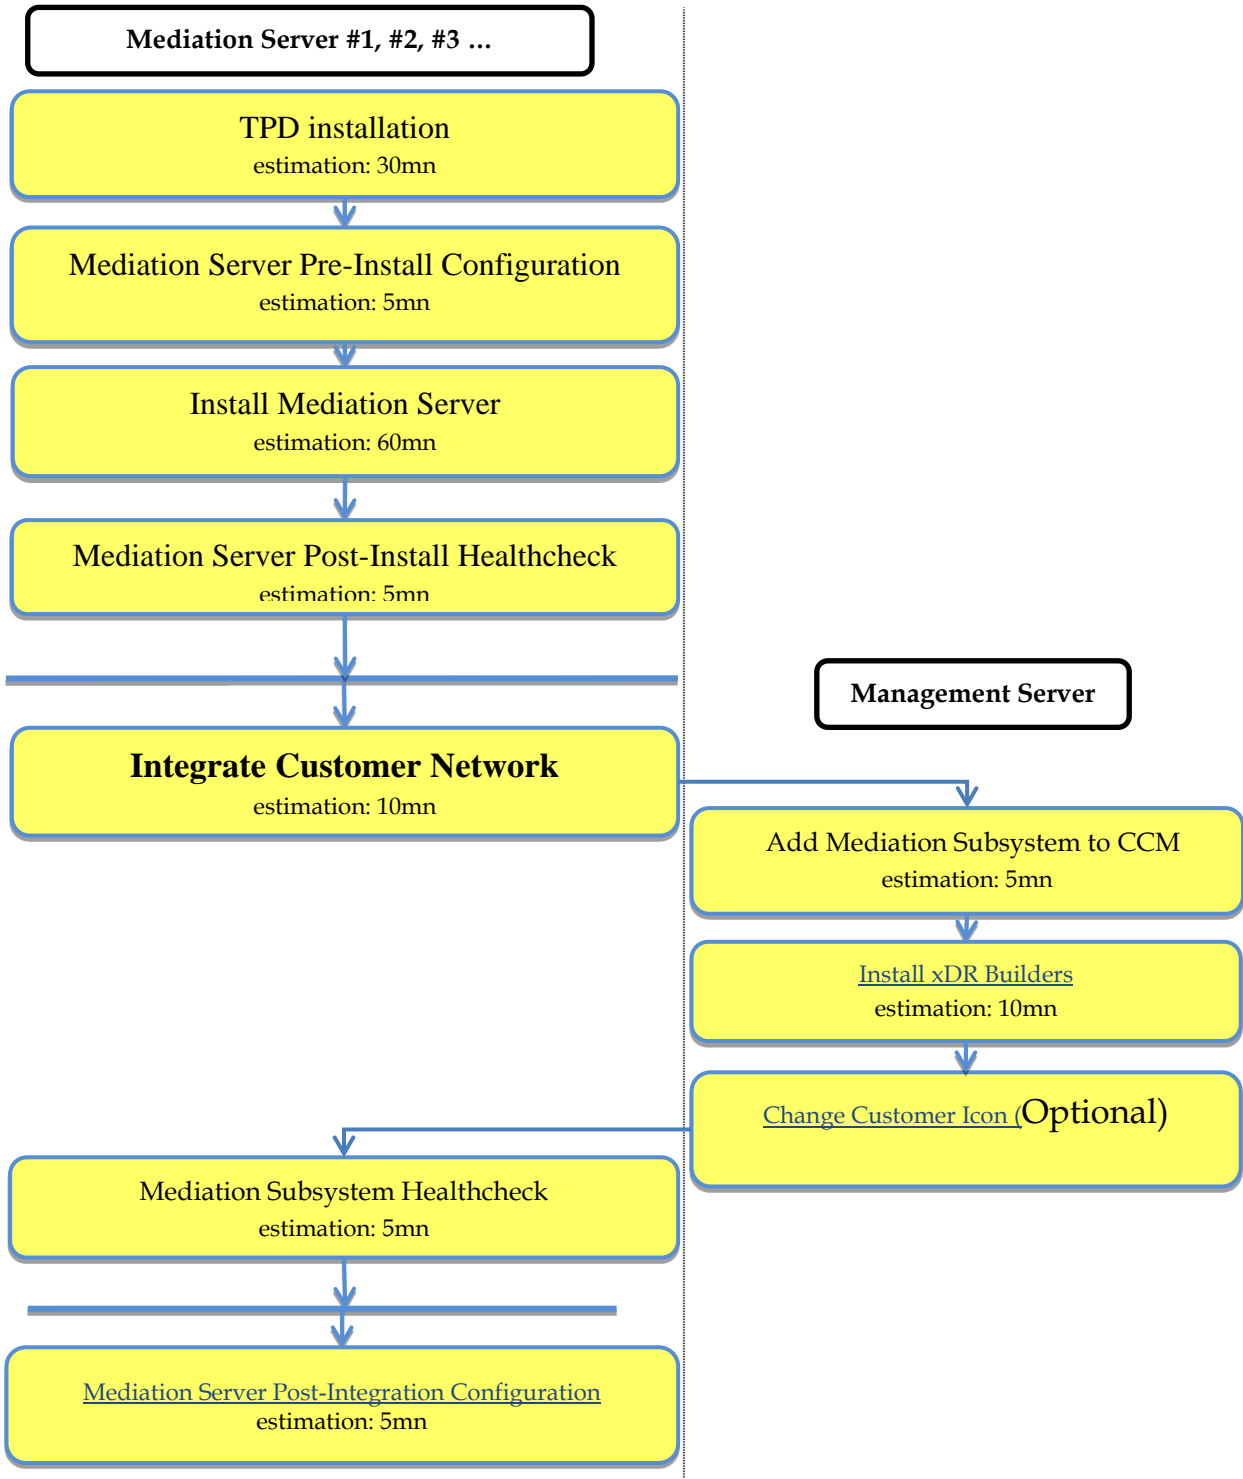 Mediation Server #1, #2, #3 …
TPD installation
estimation: 30mn
Mediation Server Pre-Install Configuration
estimation: 5mn
Install Mediation Server
estimation: 60mn
Mediation Server Post-Install Healthcheck
estimation: 5mn
Management Server
Integrate Customer Network
estimation: 10mn
Add Mediation Subsystem to CCM
estimation: 5mn
Install xDR Builders
estimation: 10mn
Change Customer Icon (Optional)
Mediation Subsystem Healthcheck
estimation: 5mn
Mediation Server Post-Integration Configuration
estimation: 5mn